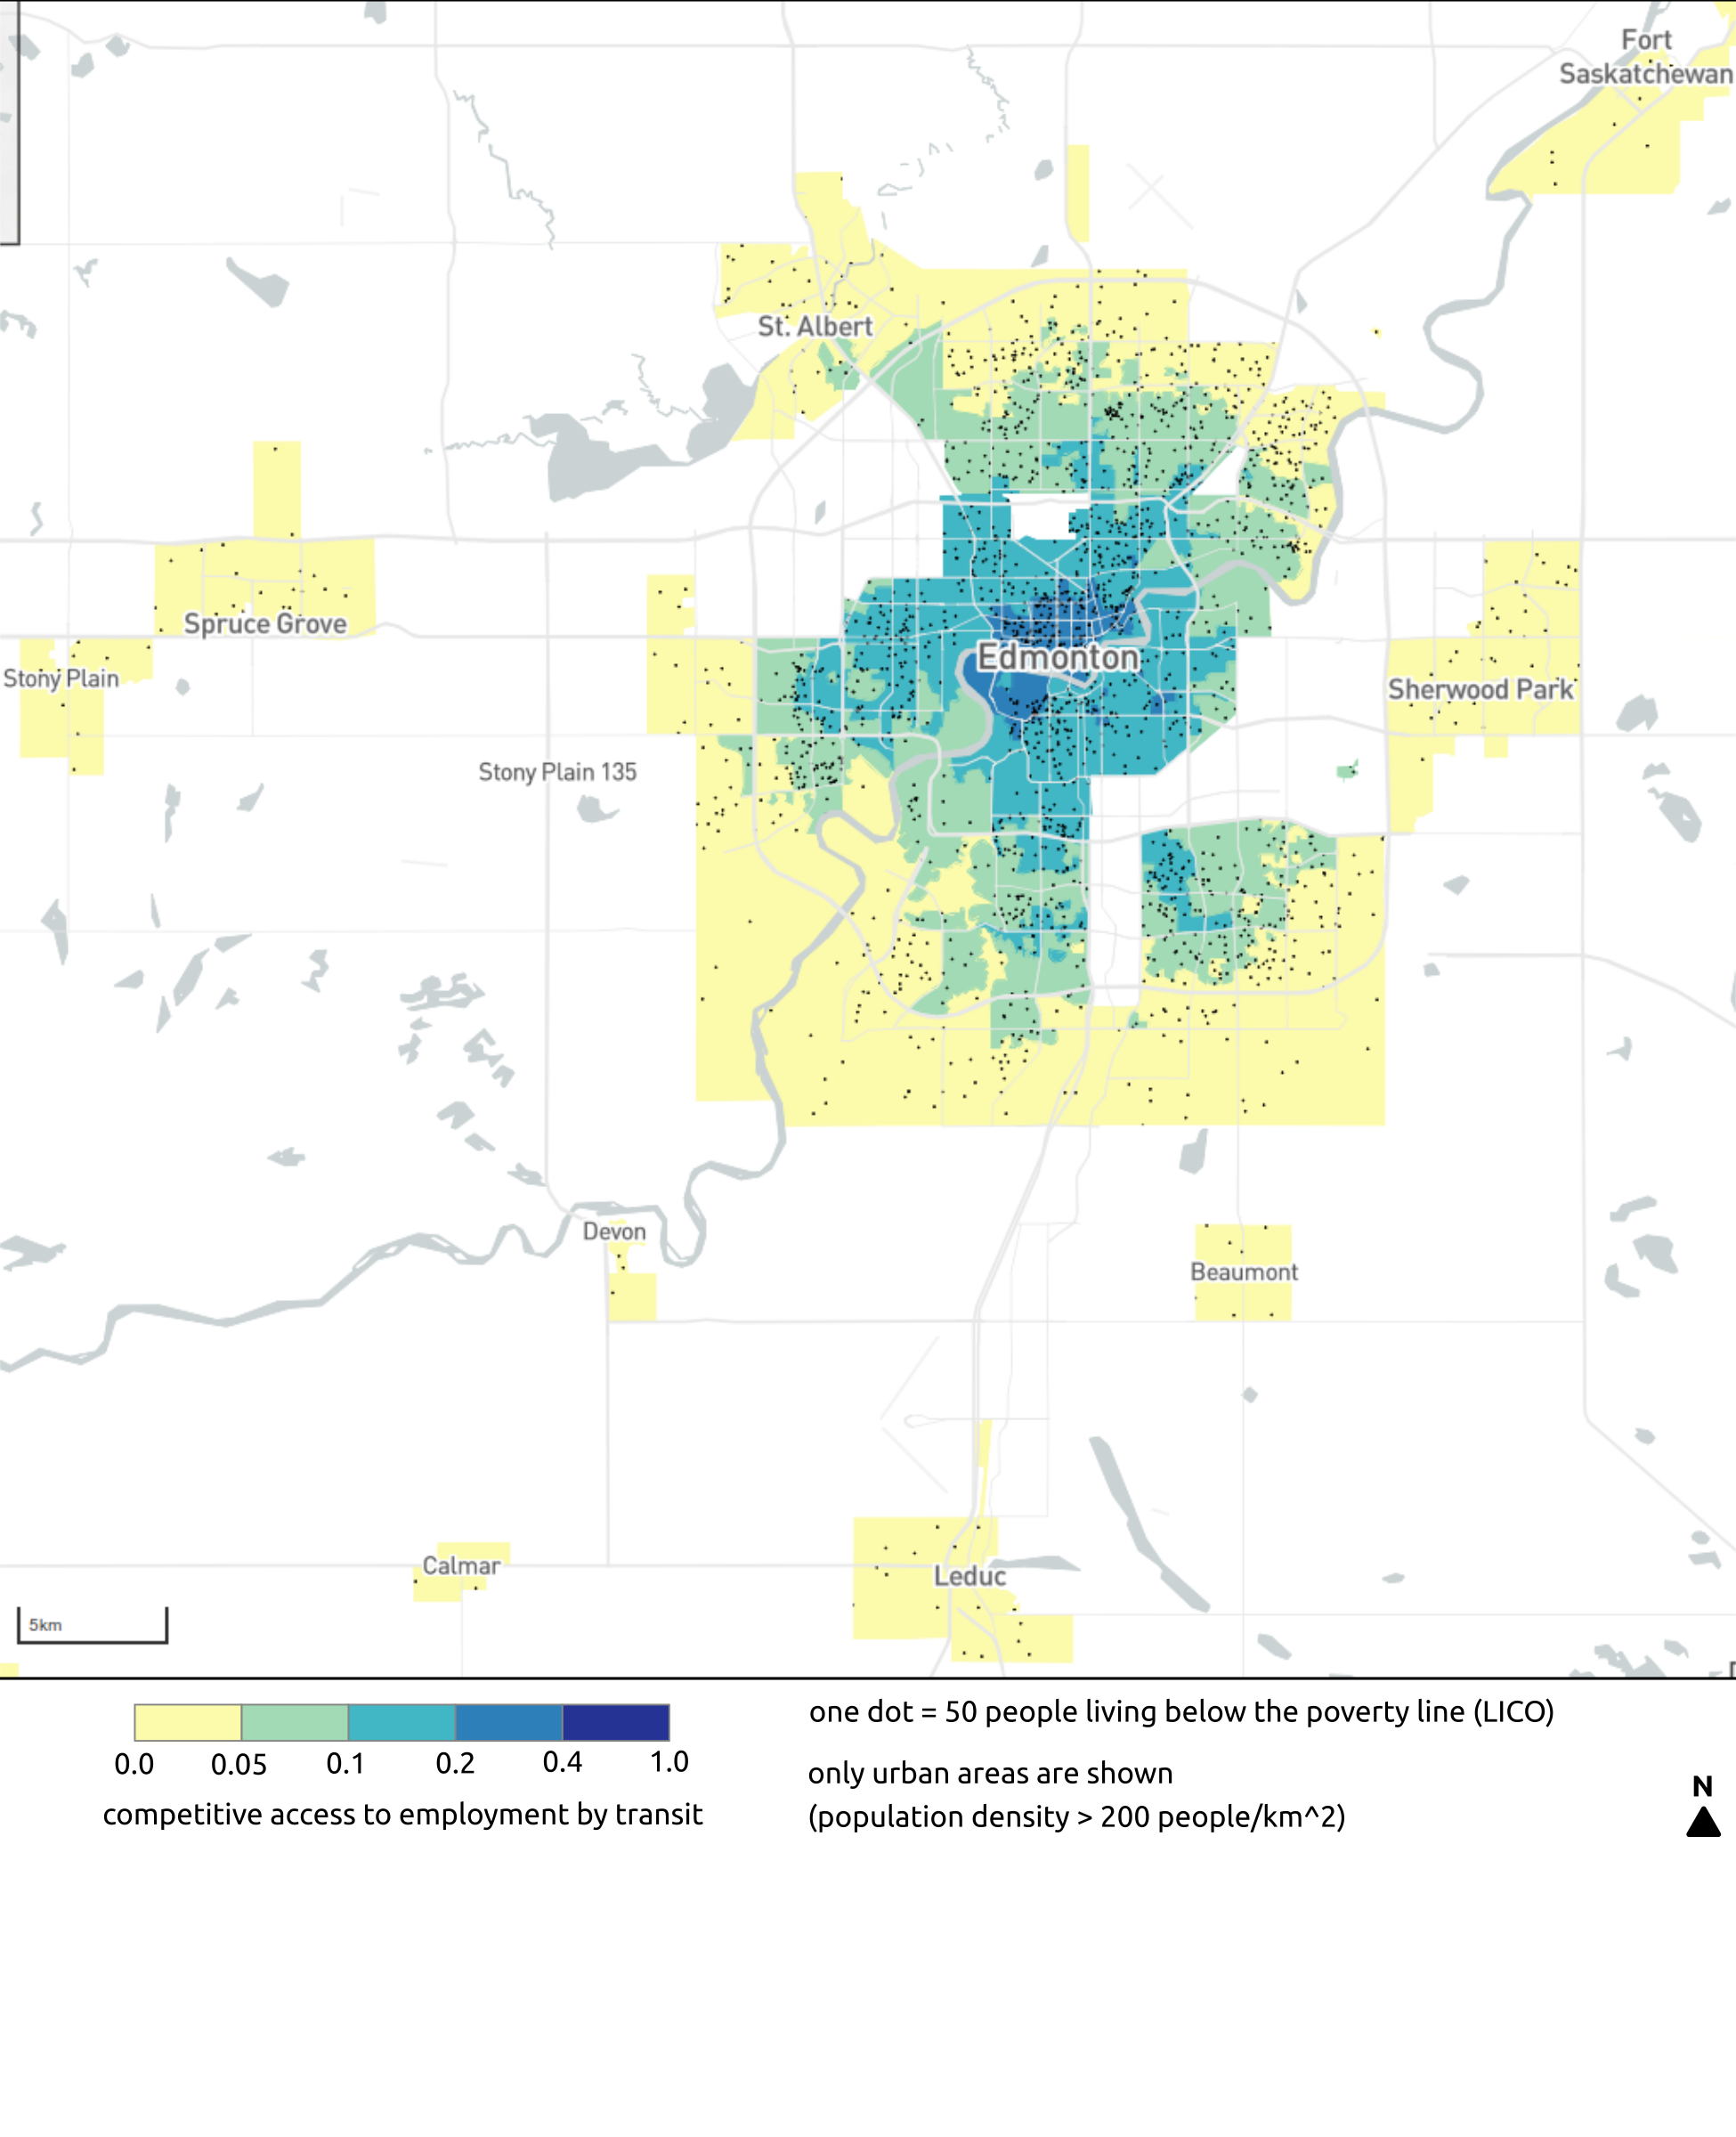 Fort
Saskatchewan
St. Albert
Spruce Grove
Stony Plain
Edmonton
Sherwood Park
Stony Plain 135
Devon
Beaumont
Calmar
Leduc
5km
0.0 0.05 0.1 0.2 0.4 1.0
competitive access to employment by transit
one dot = 50 people living below the poverty line (LICO)
only urban areas are shown
(population density > 200 people/km^2)
N